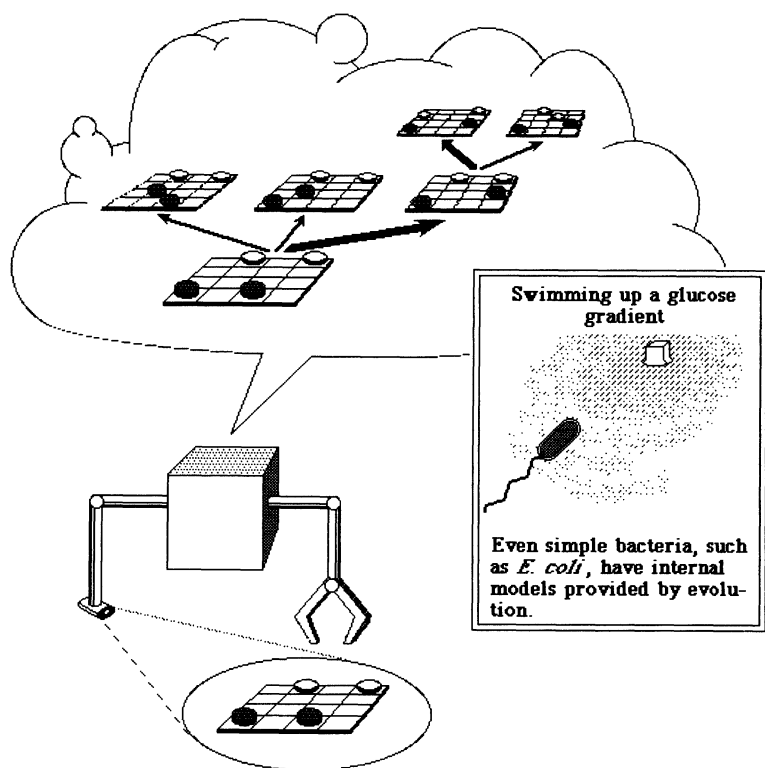 Swimming up a glucose
gradient
Even simple bacteria, such
as E. coli, have internal
models provided by evolu-
tion.